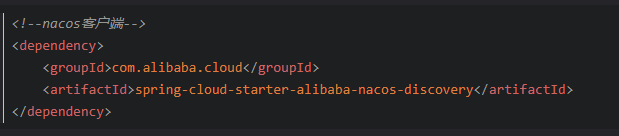 <!--nacos客户端-->
<dependency>
    <groupId>com.alibaba.cloud</groupId>
    <artifactId>spring-cloud-starter-alibaba-nacos-discovery</artifactId>
</dependency>